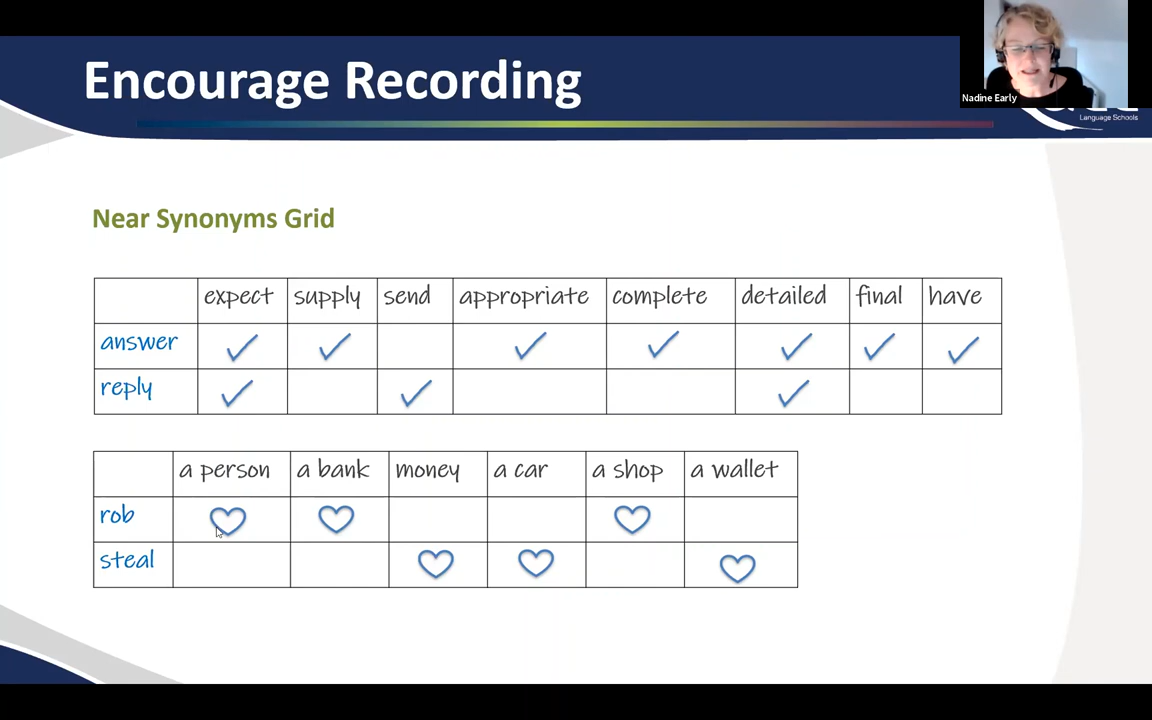 Encourage Recording
Nadine Early
Language Schools
Near Synonyms Grid
expect supply send appropriate complete detailed final have
answer
reply
a person a bank money a car a shop a wallet
rob
steal